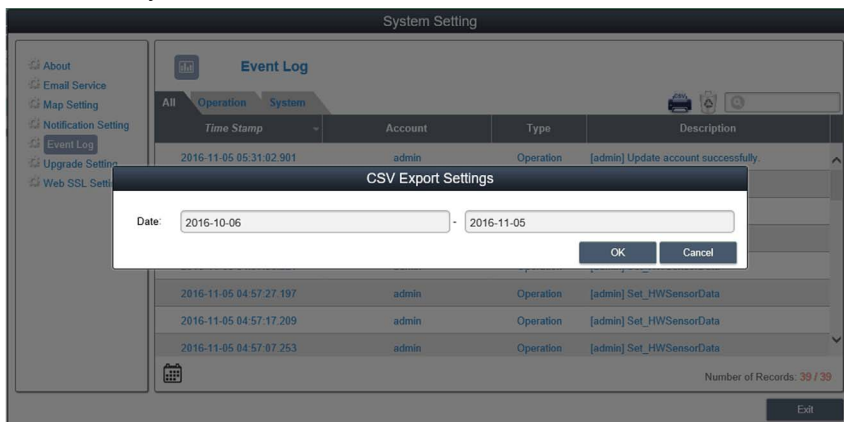 System Setting
About
Email Service
Map Setting
Notification Setting
Event Log
Upgrade Setting
Web SSL Setti
Event Log
All Operation System
CSV
Time Stamp Account Type Description
2016-11-05 05:31:02.901 admin Operation [admin] Update account successfully.
CSV Export Settings
Date: 2016-10-06 - 2016-11-05
OK Cancel
2016-11-05 04:57:27.197 admin Operation [admin] Set_HWSensorData
2016-11-05 04:57:17.209 admin Operation [admin] Set_HWSensorData
2016-11-05 04:57:07.253 admin Operation [admin] Set_HWSensorData
Number of Records: 39 / 39
Exit